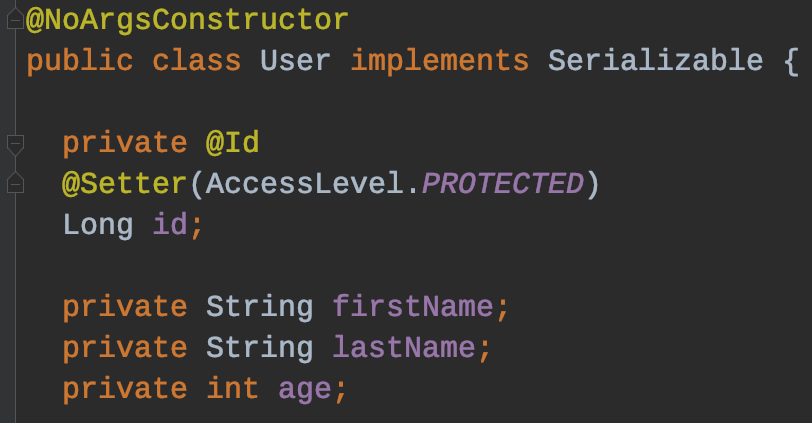 @NoArgsConstructor
public class User implements Serializable {
private @Id
@Setter(AccessLevel.PROTECTED)
Long id;
private String firstName;
private String lastName;
private int age;